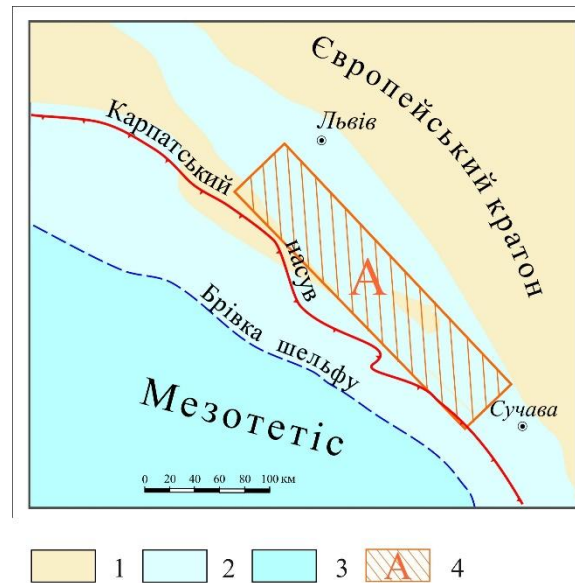 Європейський кратон
Львів
Карпатський
насув
А
Брівка шельфу
Сучава
Мезотетіс
0 20 40 60 80 100 км
1 2 3 А 4